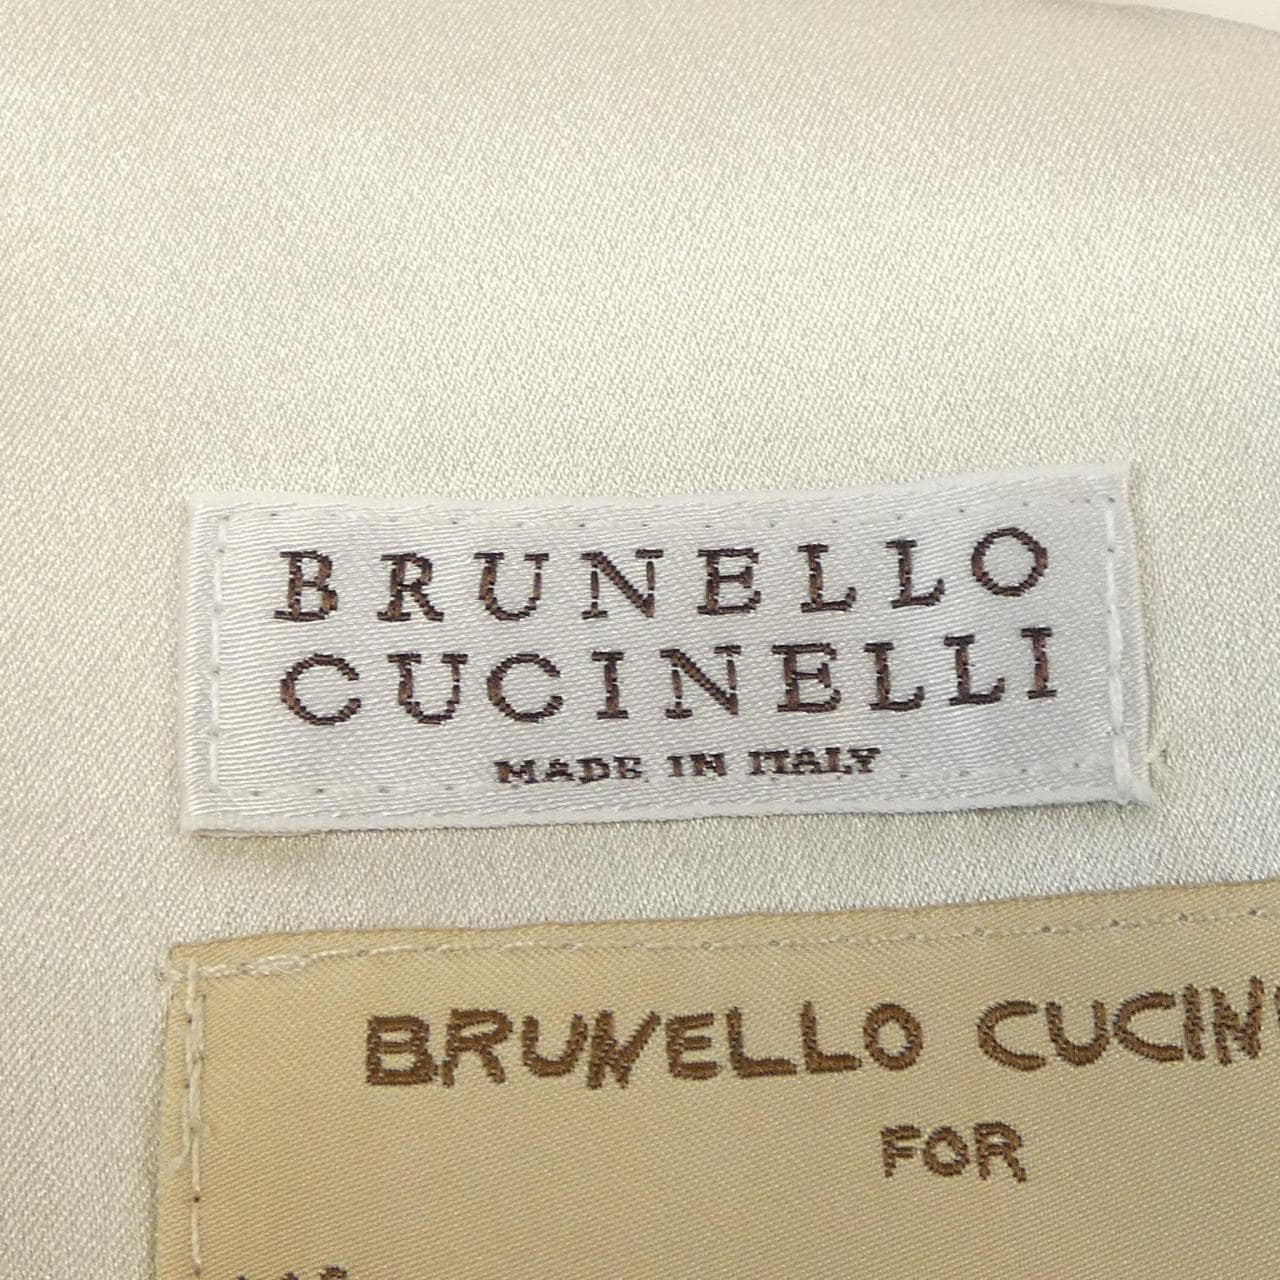 BRUNELLO
CUCINELLI
MADE IN ITALY
BRUNELLO CUCIN
FOR